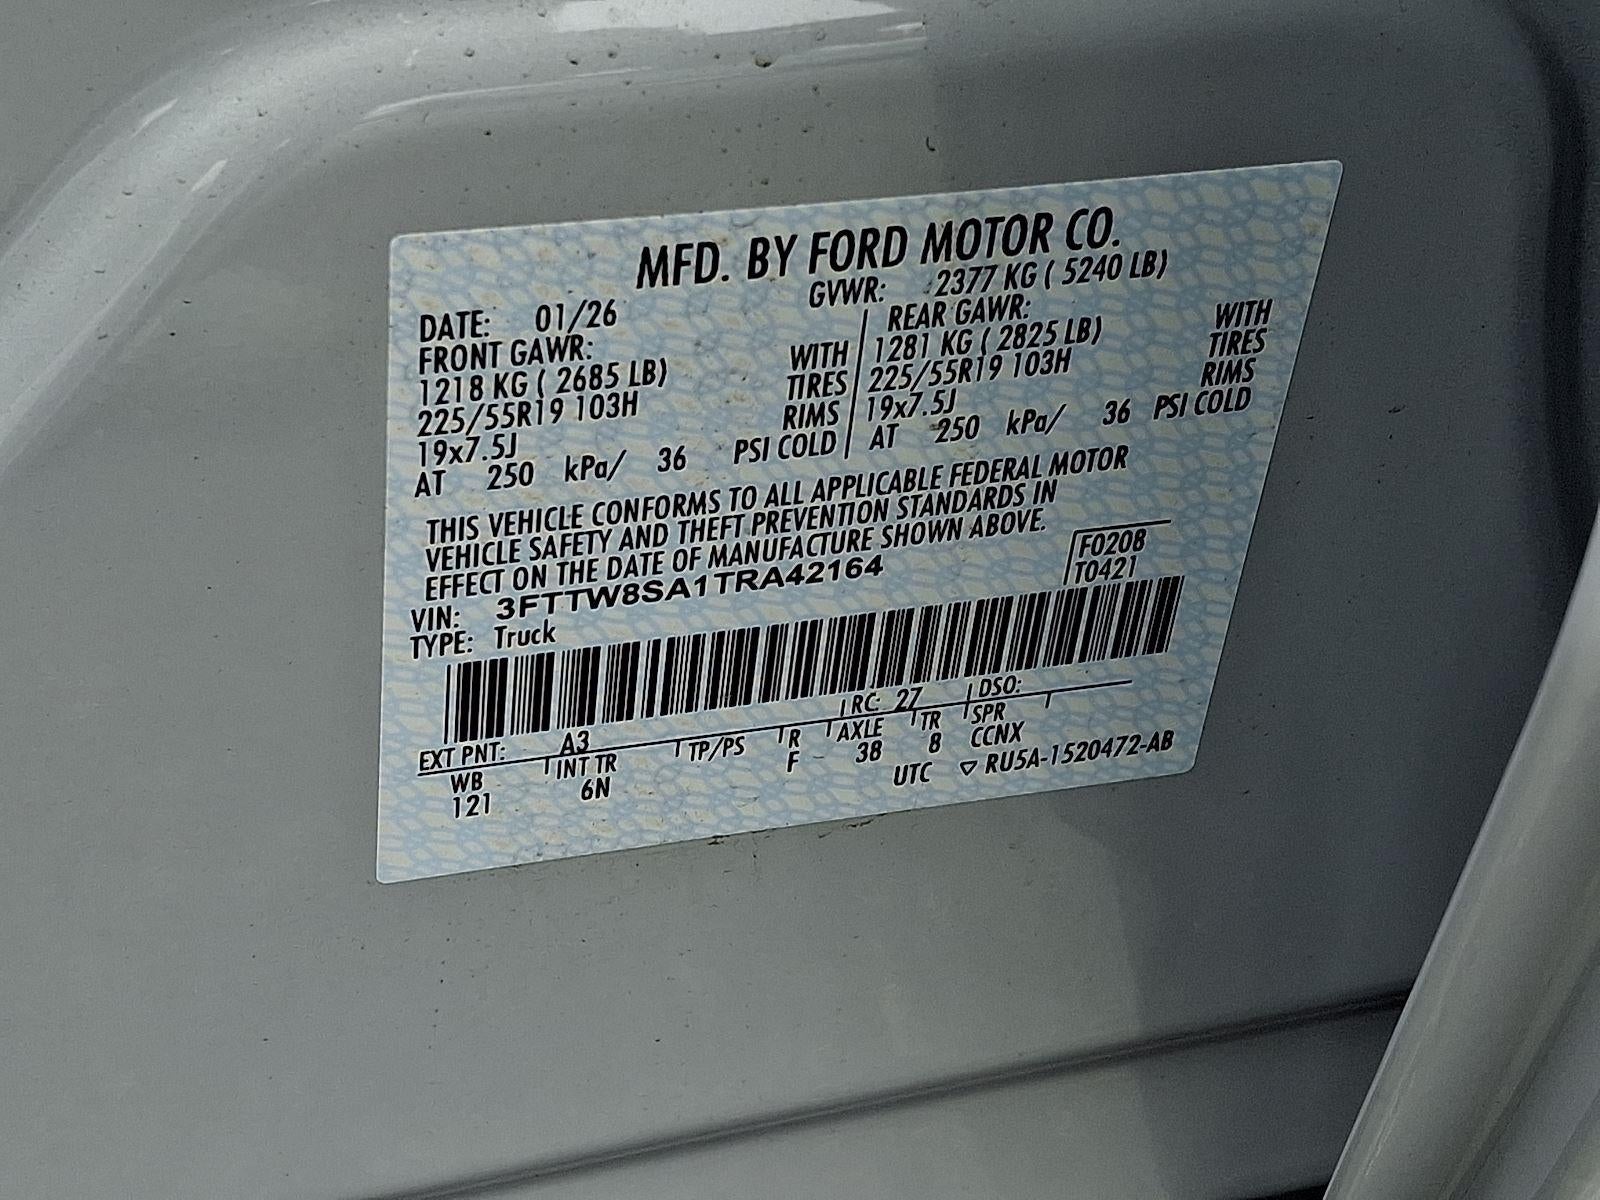 MFD. BY FORD MOTOR CO.
DATE: 01/26 GVWR: 2377 KG ( 5240 LB)
FRONT GAWR: REAR GAWR:
1218 KG ( 2685 LB) WITH 1281 KG ( 2825 LB) WITH
225/55R19 103H TIRES 225/55R19 103H TIRES
19x7.5J RIMS 19x7.5J RIMS
AT 250 kPa/ 36 PSI COLD AT 250 kPa/ 36 PSI COLD
THIS VEHICLE CONFORMS TO ALL APPLICABLE FEDERAL MOTOR
VEHICLE SAFETY AND THEFT PREVENTION STANDARDS IN
EFFECT ON THE DATE OF MANUFACTURE SHOWN ABOVE.
VIN: 3FTTW8SA1TRA42164 F0208
TYPE: Truck T0421
EXT PNT: A3 RC: 27 DSO:
WB INT TR TP/PS R AXLE TR SPR
121 6N F 38 8 CCNX
UTC ▽ RU5A-1520472-AB